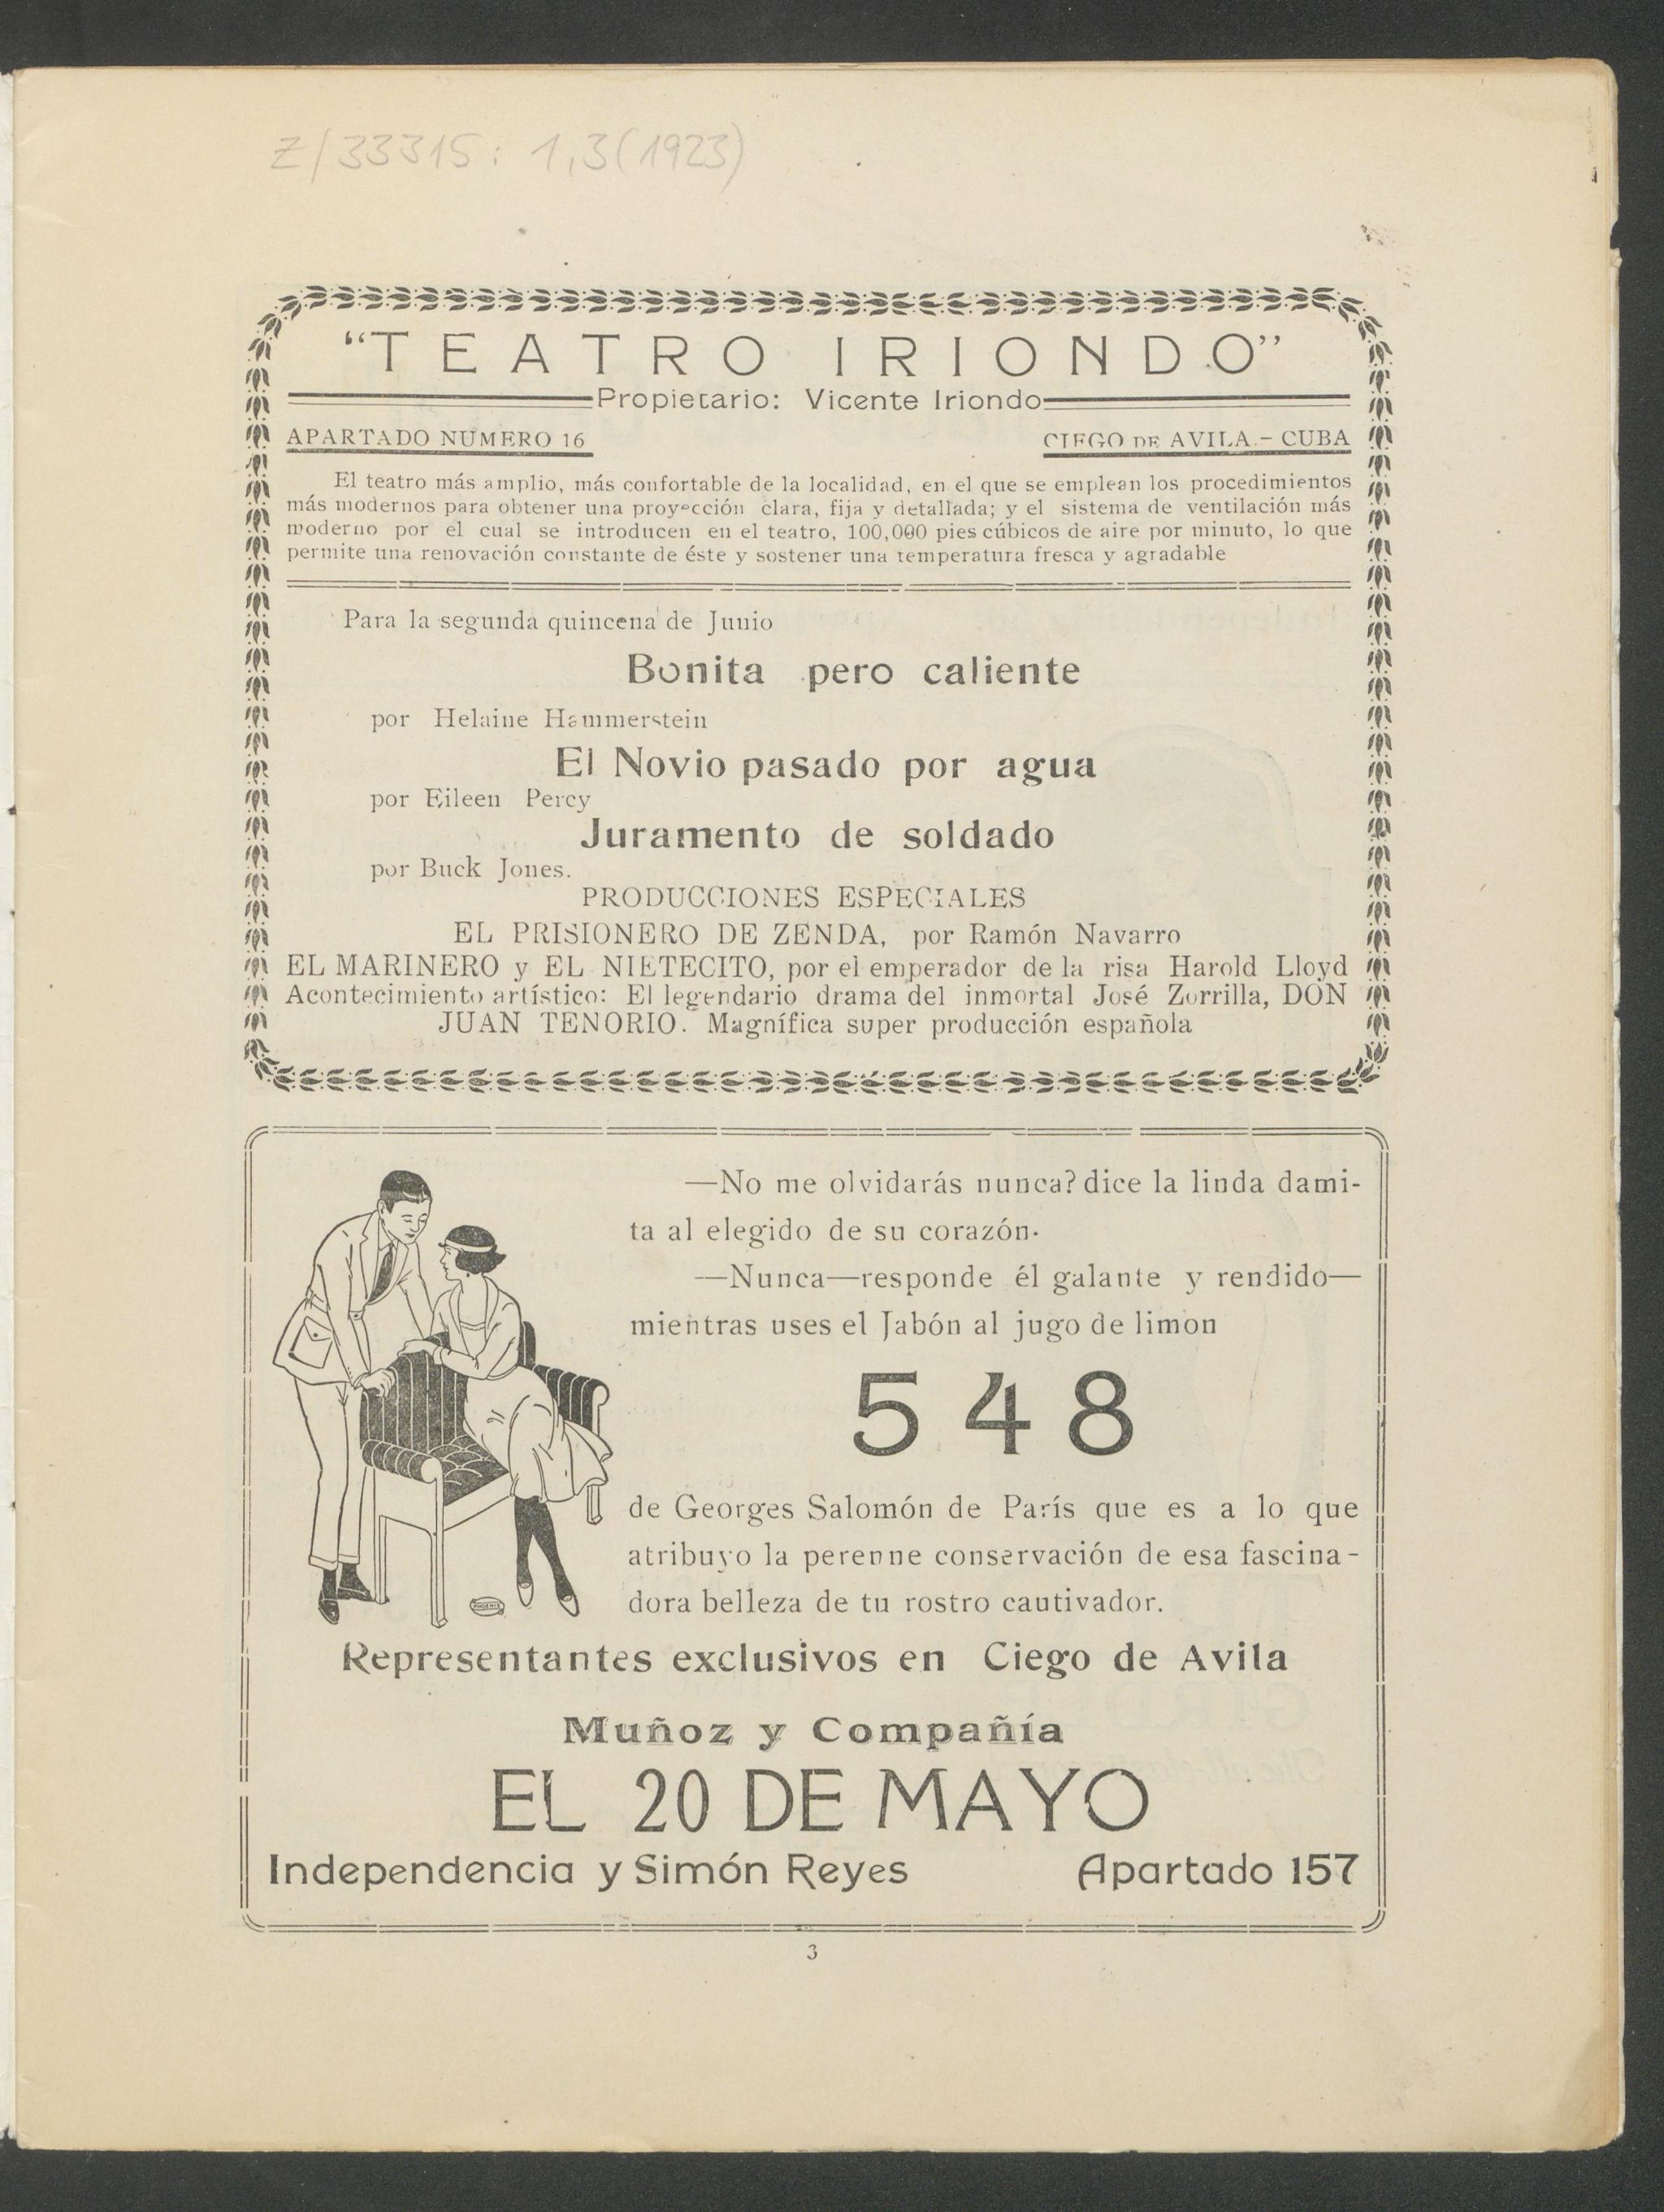 Z/33315: 1,3(1923)
“TEATRO IRIONDO”
Propietario: Vicente Iriondo
APARTADO NUMERO 16 CIEGO DE AVILA.– CUBA
El teatro más amplio, más confortable de la localidad, en el que se emplean los procedimientos
más modernos para obtener una proyección clara, fija y detallada; y el sistema de ventilación más
moderno por el cual se introducen en el teatro, 100,000 pies cúbicos de aire por minuto, lo que
permite una renovación constante de éste y sostener una temperatura fresca y agradable
Para la segunda quincena de Junio
Bonita pero caliente
por Helaine Hammerstein
El Novio pasado por agua
por Eileen Percy
Juramento de soldado
por Buck Jones.
PRODUCCIONES ESPECIALES
EL PRISIONERO DE ZENDA, por Ramón Navarro
EL MARINERO y EL NIETECITO, por el emperador de la risa Harold Lloyd
Acontecimiento artístico: El legendario drama del inmortal José Zorrilla, DON
JUAN TENORIO. Magnífica super producción española
—No me olvidarás nunca? dice la linda dami-
ta al elegido de su corazón.
—Nunca—responde él galante y rendido—
mientras uses el Jabón al jugo de limon
548
de Georges Salomón de París que es a lo que
atribuyo la perenne conservación de esa fascina-
dora belleza de tu rostro cautivador.
PHOENIX
Representantes exclusivos en Ciego de Avila
Muñoz y Compañía
EL 20 DE MAYO
Independencia y Simón Reyes Apartado 157
3